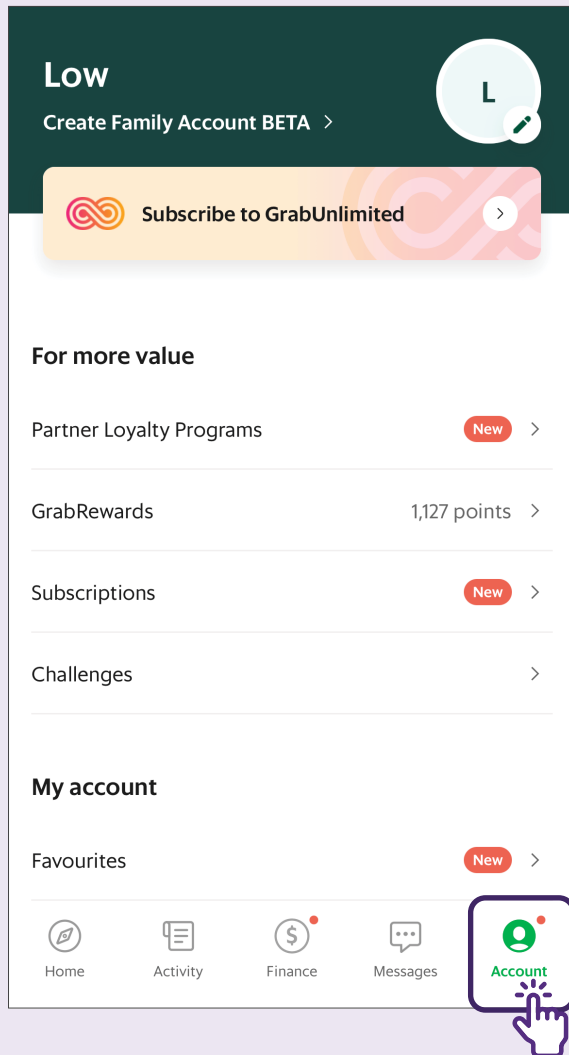 Low
L
Create Family Account BETA
Subscribe to GrabUnlimited
For more value
Partner Loyalty Programs New
GrabRewards 1,127 points
Subscriptions New
Challenges
My account
Favourites New
$
Home Activity Finance Messages Account